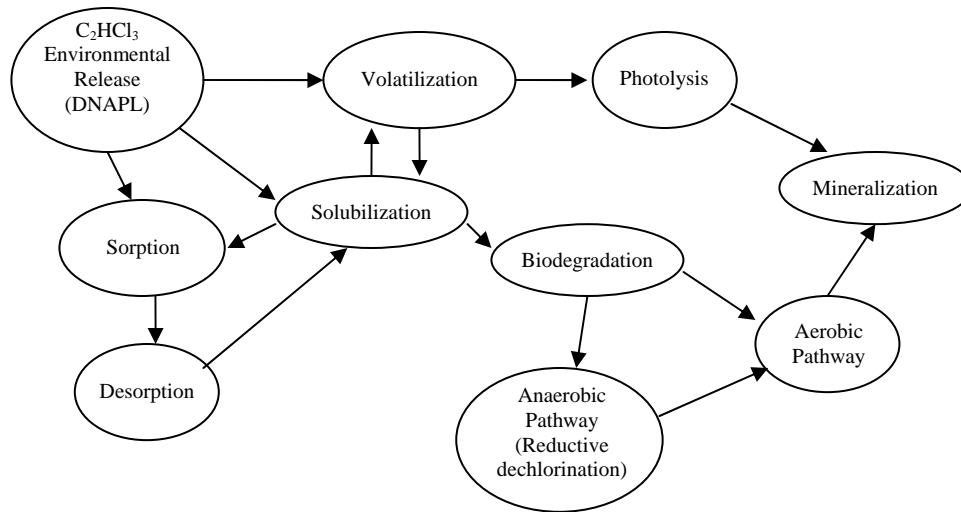 C₂HCl₃
Environmental
Release
(DNAPL)
Volatilization
Photolysis
Mineralization
Solubilization
Sorption
Biodegradation
Aerobic
Pathway
Desorption
Anaerobic
Pathway
(Reductive
dechlorination)